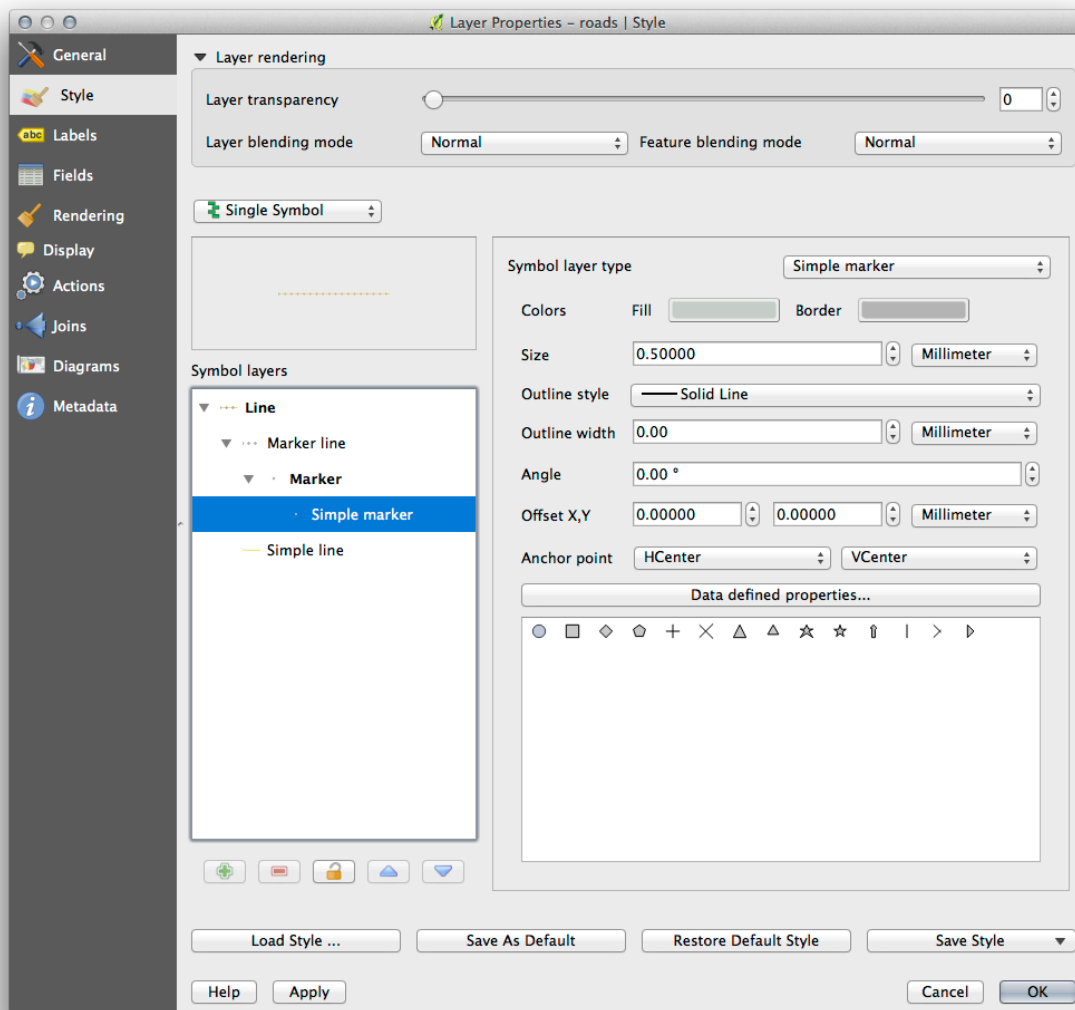 Layer Properties – roads | Style
General
Style
abc Labels
Fields
Rendering
Display
Actions
Joins
Diagrams
i Metadata
Layer rendering
Layer transparency 0
Layer blending mode Normal Feature blending mode Normal
Single Symbol
Symbol layers
Line
Marker line
Marker
Simple marker
Simple line
Symbol layer type Simple marker
Colors Fill Border
Size 0.50000 Millimeter
Outline style Solid Line
Outline width 0.00 Millimeter
Angle 0.00 °
Offset X,Y 0.00000 0.00000 Millimeter
Anchor point HCenter VCenter
Data defined properties...
Load Style ... Save As Default Restore Default Style Save Style
Help Apply Cancel OK